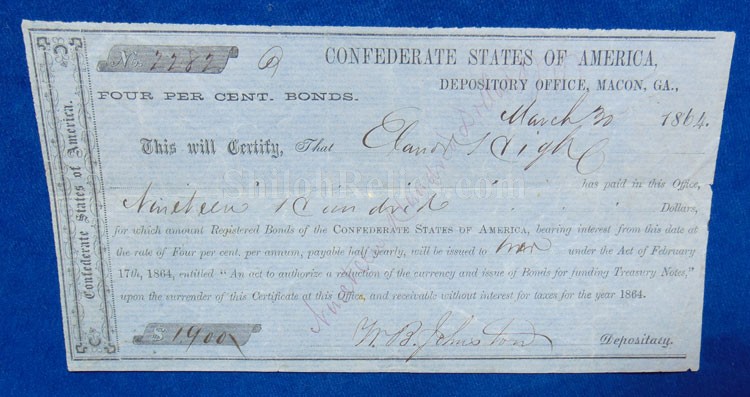 No. 2282
CONFEDERATE STATES OF AMERICA,
DEPOSITORY OFFICE, MACON, GA.,
FOUR PER CENT. BONDS.
March 30 1864.
This will Certify, That
has paid in this Office,
Nineteen Hundred Dollars,
for which amount Registered Bonds of the CONFEDERATE STATES OF AMERICA, bearing interest from this date at
the rate of Four per cent. per annum, payable half yearly, will be issued to under the Act of February
17th, 1864, entitled "An act to authorize a reduction of the currency and issue of Bonds for funding Treasury Notes,"
upon the surrender of this Certificate at this Office, and receivable without interest for taxes for the year 1864.
$1900
W. B. Johnston Depositary.
Confederate States of America.
ShilohRelics.com